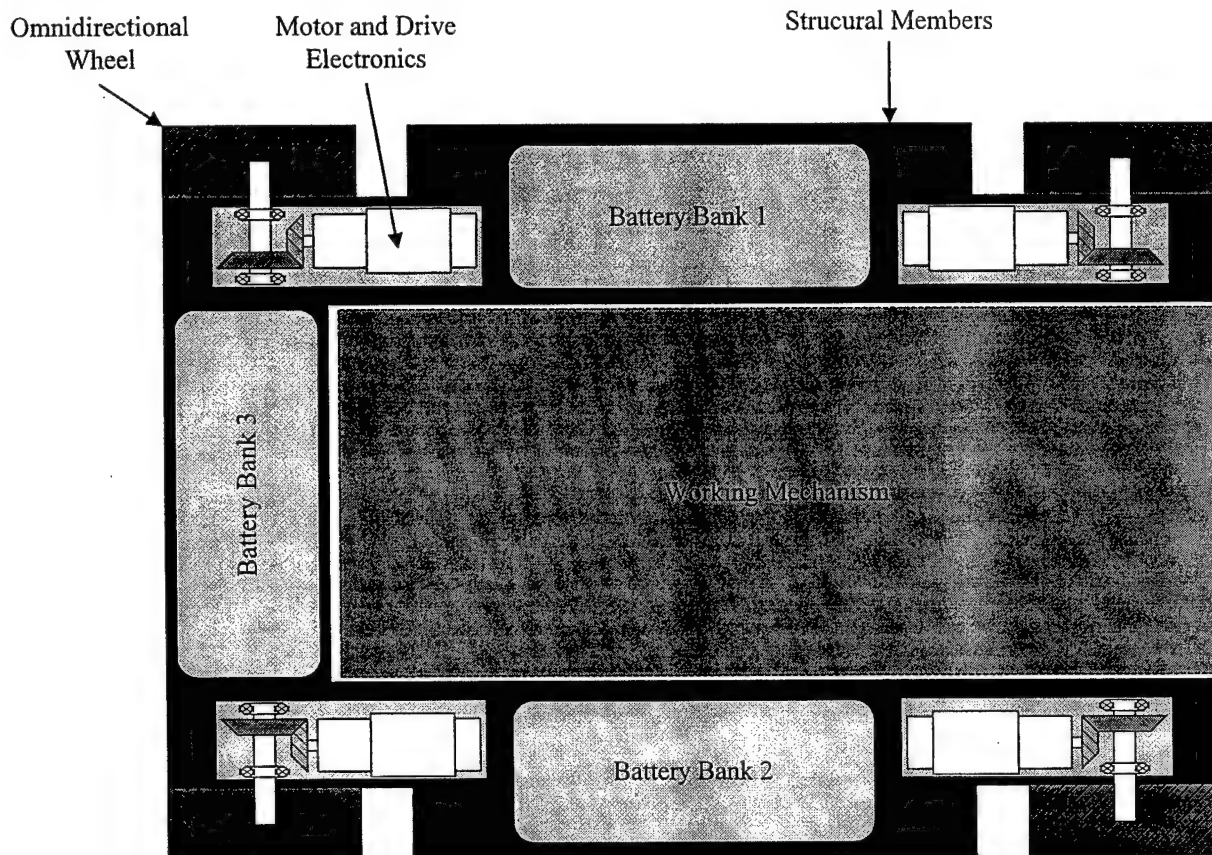 Omnidirectional
Wheel
Motor and Drive
Electronics
Strucural Members
Battery Bank 1
Battery Bank 3
Working Mechanism
Battery Bank 2